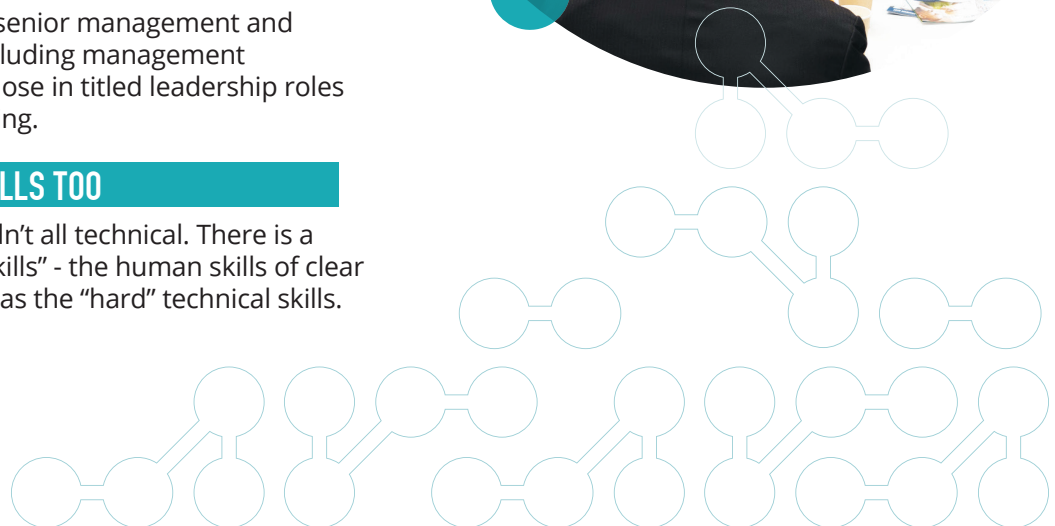 senior management and
luding management
ose in titled leadership roles
ng.
LLS TOO
n't all technical. There is a
kills” - the human skills of clear
as the “hard” technical skills.